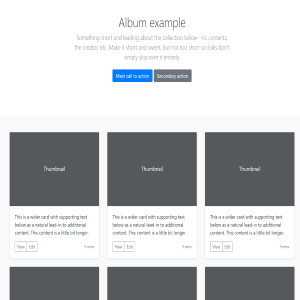 Album example
Something short and leading about the collection below—its contents,
the creator, etc. Make it short and sweet, but not too short so folks don't
simply skip over it entirely.
Main call to action Secondary action
Thumbnail Thumbnail Thumbnail
This is a wider card with supporting text
below as a natural lead-in to additional
content. This content is a little bit longer.
View Edit 9 mins
This is a wider card with supporting text
below as a natural lead-in to additional
content. This content is a little bit longer.
View Edit 9 mins
This is a wider card with supporting text
below as a natural lead-in to additional
content. This content is a little bit longer.
View Edit 9 mins